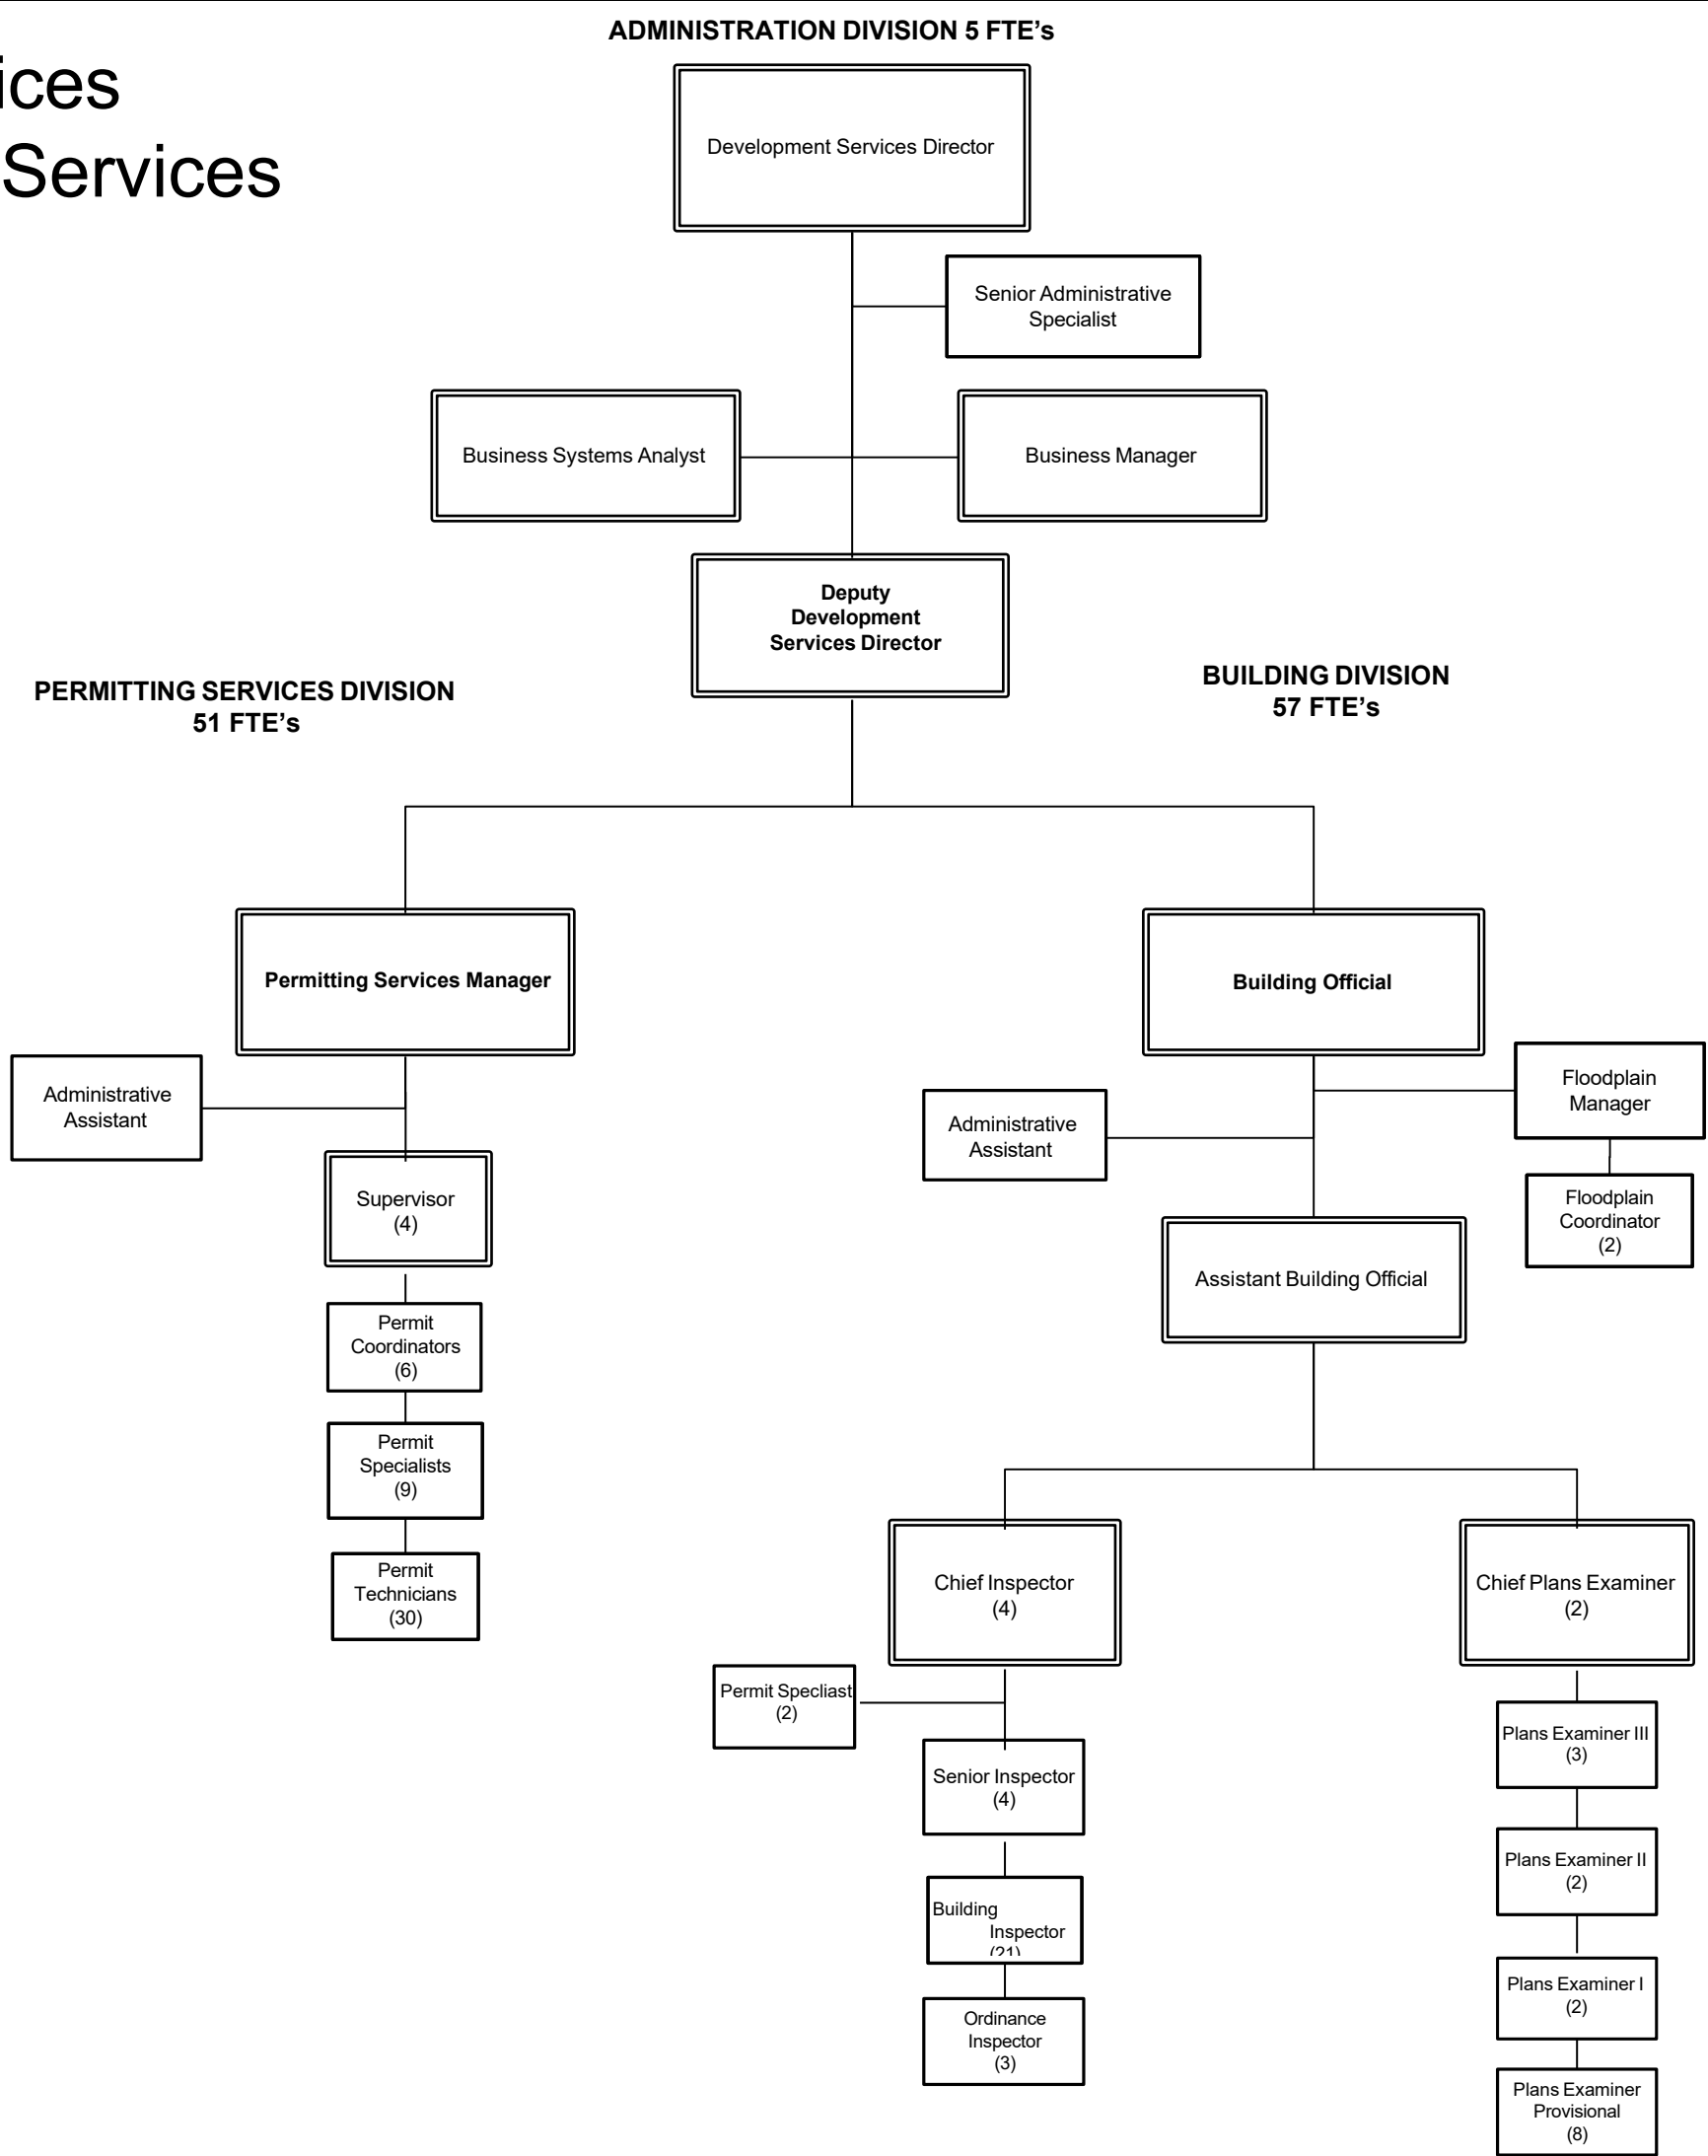 ADMINISTRATION DIVISION 5 FTE’s
ices
Services
Development Services Director
Senior Administrative
Specialist
Business Systems Analyst
Business Manager
Deputy
Development
Services Director
PERMITTING SERVICES DIVISION
51 FTE’s
BUILDING DIVISION
57 FTE’s
Permitting Services Manager
Building Official
Administrative
Assistant
Supervisor
(4)
Permit
Coordinators
(6)
Permit
Specialists
(9)
Permit
Technicians
(30)
Administrative
Assistant
Floodplain
Manager
Floodplain
Coordinator
(2)
Assistant Building Official
Chief Inspector
(4)
Chief Plans Examiner
(2)
Permit Specliast
(2)
Senior Inspector
(4)
Building
Inspector
(21)
Ordinance
Inspector
(3)
Plans Examiner III
(3)
Plans Examiner II
(2)
Plans Examiner I
(2)
Plans Examiner
Provisional
(8)